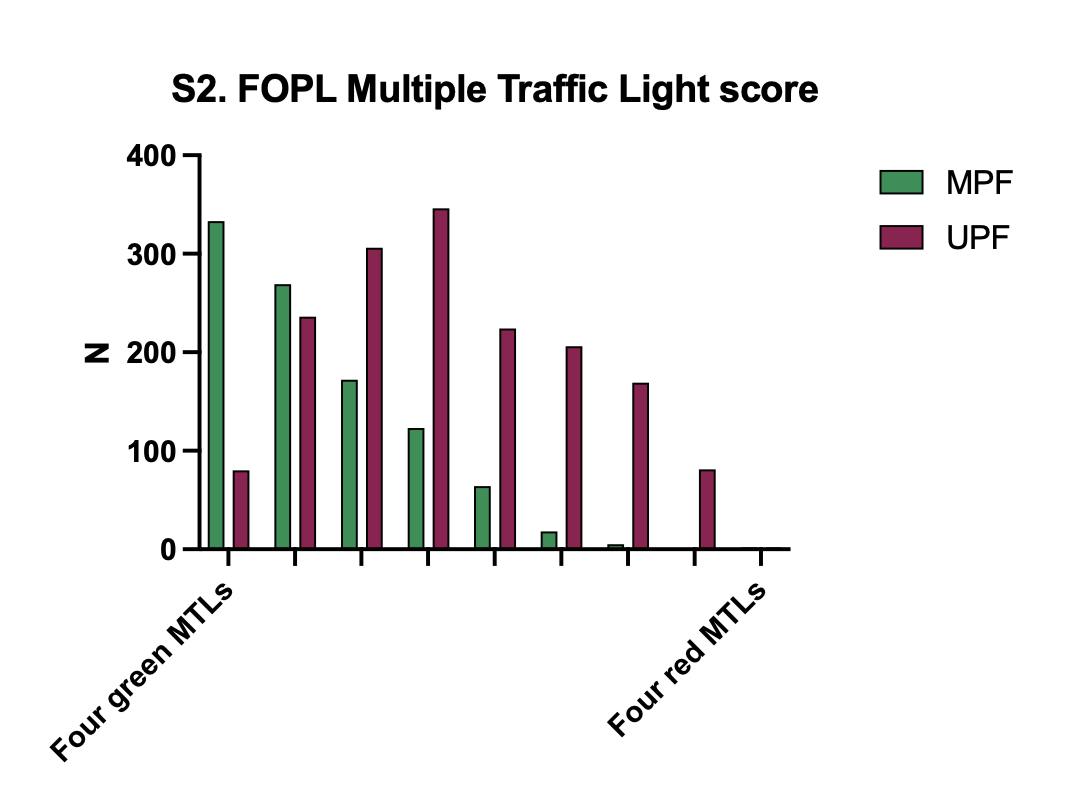 S2. FOPL Multiple Traffic Light score
400
300
200
100
0
N
MPF
UPF
Four green MTLs
Four red MTLs